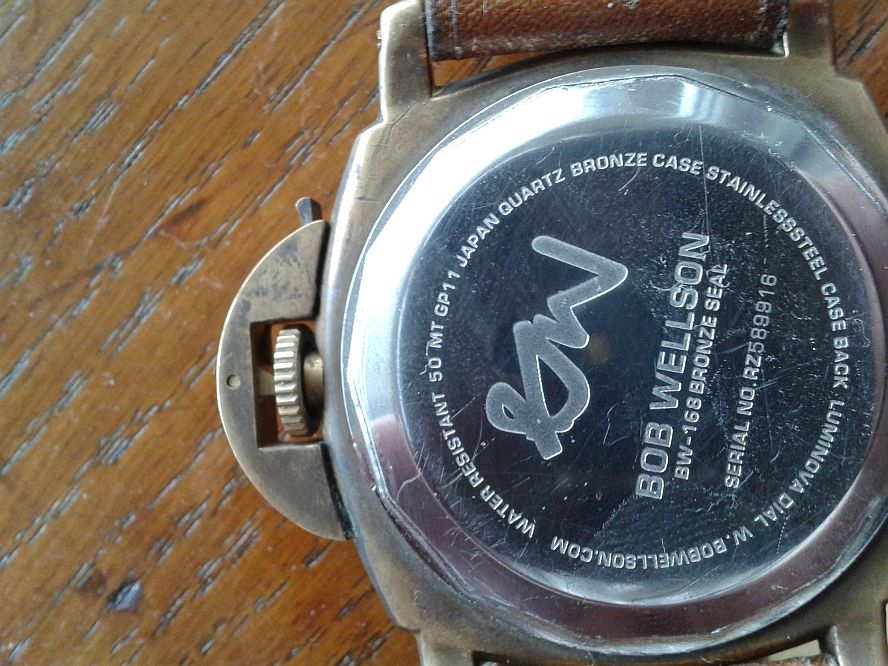 WATER RESISTANT 50 MT GP11 JAPAN QUARTZ BRONZE CASE STAINLESSSTEEL CASE BACK LUMINOVA DIAL W. BOBWELLSON.COM
BW
BOB WELLSON
BW-168 BRONZE SEAL
SERIAL NO.RZ589916